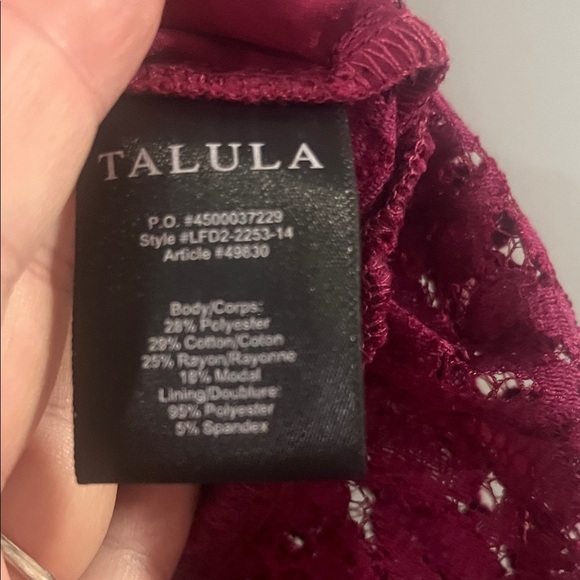 TALULA
P.O. #4500037229
Style #LFD2-2253-14
Article #49830
Body/Corps:
28% Polyester
29% Cotton/Coton
25% Rayon/Rayonne
18% Modal
Lining/Doublure:
95% Polyester
5% Spandex